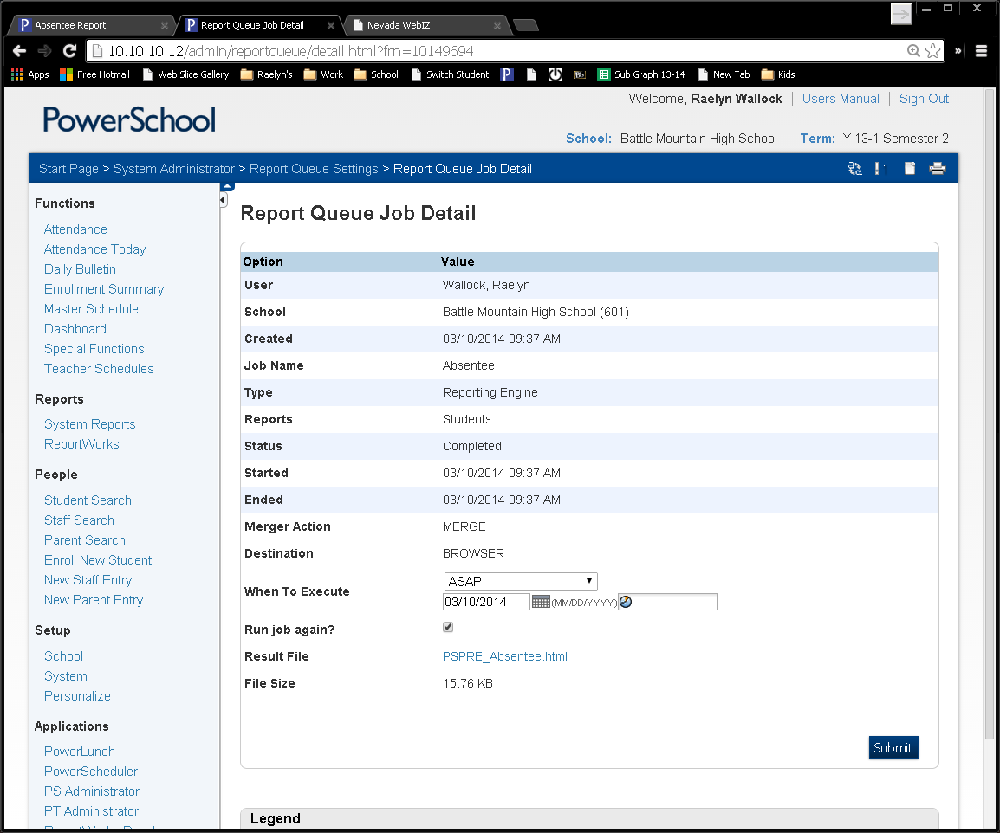 Absentee Report
Report Queue Job Detail
Nevada WebIZ
10.10.10.12/admin/reportqueue/detail.html?frn=10149694
Apps Free Hotmail Web Slice Gallery Raelyn's Work School Switch Student Sub Graph 13-14 New Tab Kids
Welcome, Raelyn Wallock | Users Manual | Sign Out
PowerSchool
School: Battle Mountain High School Term: Y 13-1 Semester 2
Start Page > System Administrator > Report Queue Settings > Report Queue Job Detail
! 1
Functions
Attendance
Attendance Today
Daily Bulletin
Enrollment Summary
Master Schedule
Dashboard
Special Functions
Teacher Schedules
Reports
System Reports
ReportWorks
People
Student Search
Staff Search
Parent Search
Enroll New Student
New Staff Entry
New Parent Entry
Setup
School
System
Personalize
Applications
PowerLunch
PowerScheduler
PS Administrator
PT Administrator
Report Queue Job Detail
Option Value
User Wallock, Raelyn
School Battle Mountain High School (601)
Created 03/10/2014 09:37 AM
Job Name Absentee
Type Reporting Engine
Reports Students
Status Completed
Started 03/10/2014 09:37 AM
Ended 03/10/2014 09:37 AM
Merger Action MERGE
Destination BROWSER
When To Execute ASAP
03/10/2014 (MM/DD/YYYY)
Run job again?
Result File PSPRE_Absentee.html
File Size 15.76 KB
Submit
Legend